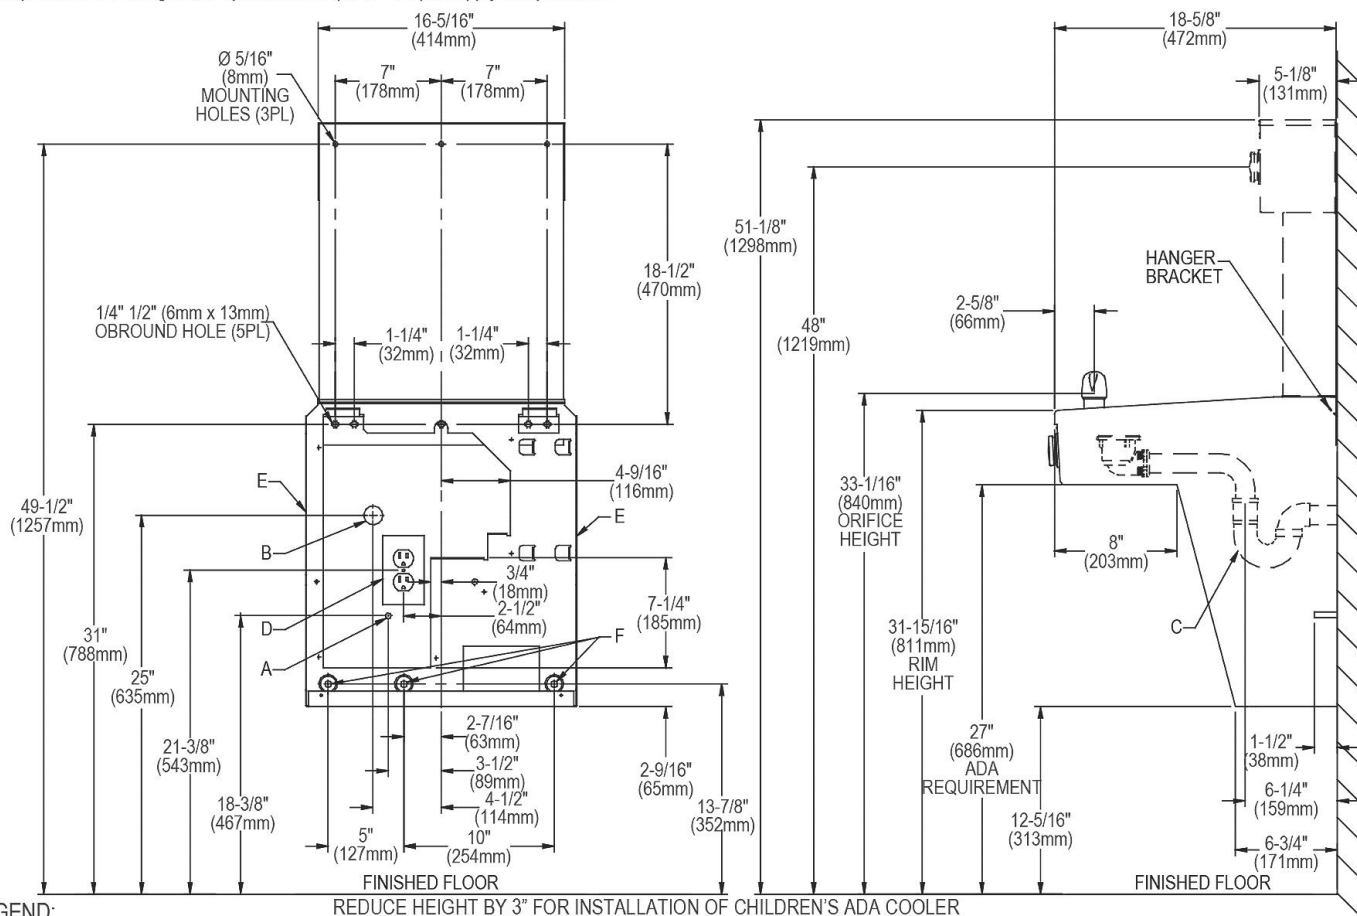 16-5/16"
(414mm)
18-5/8"
(472mm)
Ø 5/16"
(8mm)
MOUNTING
HOLES (3PL)
7"
(178mm)
7"
(178mm)
5-1/8"
(131mm)
51-1/8"
(1298mm)
18-1/2"
(470mm)
HANGER
BRACKET
1/4" 1/2" (6mm x 13mm)
OBROUND HOLE (5PL)
1-1/4"
(32mm)
1-1/4"
(32mm)
2-5/8"
(66mm)
48"
(1219mm)
49-1/2"
(1257mm)
E
4-9/16"
(116mm)
E
33-1/16"
(840mm)
ORIFICE
HEIGHT
B
8"
(203mm)
3/4"
(18mm)
2-1/2"
(64mm)
7-1/4"
(185mm)
D
A
F
C
31"
(788mm)
31-15/16"
(811mm)
RIM
HEIGHT
25"
(635mm)
21-3/8"
(543mm)
2-7/16"
(63mm)
3-1/2"
(89mm)
4-1/2"
(114mm)
2-9/16"
(65mm)
27"
(686mm)
ADA
REQUIREMENT
1-1/2"
(38mm)
18-3/8"
(467mm)
13-7/8"
(352mm)
6-1/4"
(159mm)
12-5/16"
(313mm)
5"
(127mm)
10"
(254mm)
6-3/4"
(171mm)
FINISHED FLOOR
FINISHED FLOOR
GEND:
REDUCE HEIGHT BY 3" FOR INSTALLATION OF CHILDREN'S ADA COOLER